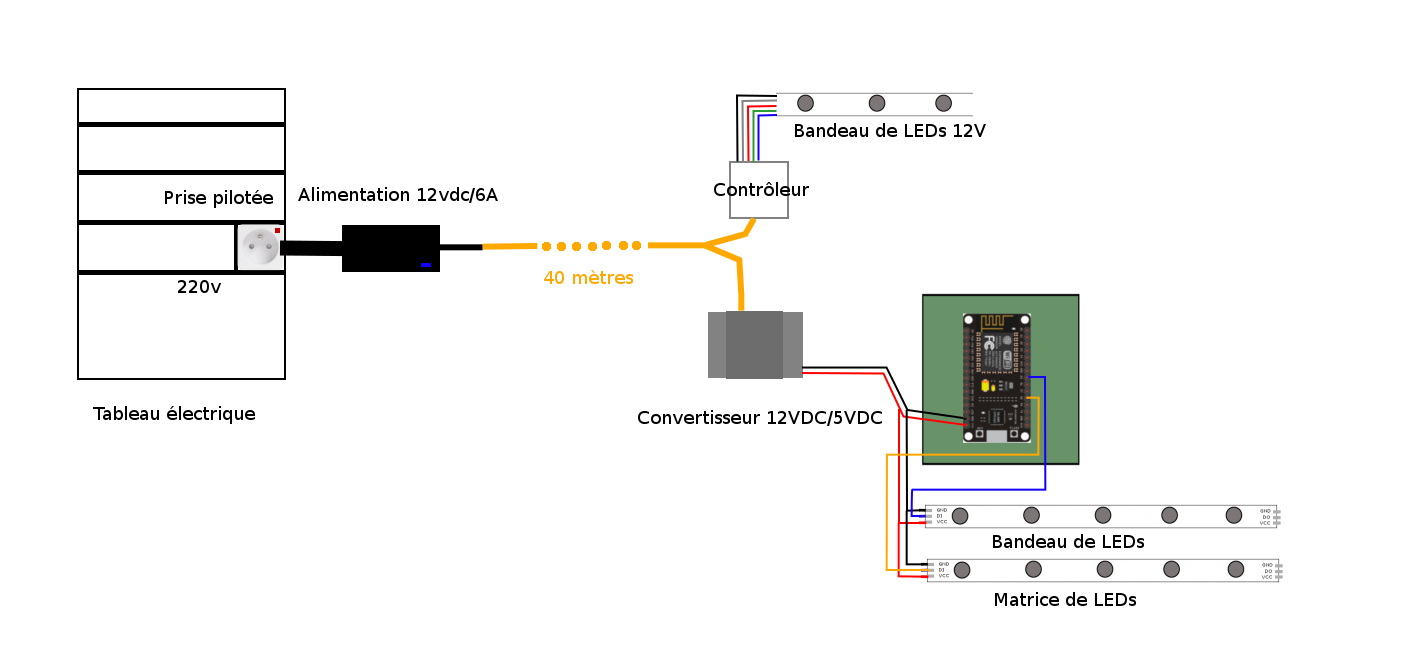 Bandeau de LEDs 12V
Contrôleur
Prise pilotée
Alimentation 12vdc/6A
40 mètres
220v
Tableau électrique
Convertisseur 12VDC/5VDC
GND
DI
VCC
GND
DO
VCC
Bandeau de LEDs
GND
DI
VCC
GND
DO
VCC
Matrice de LEDs